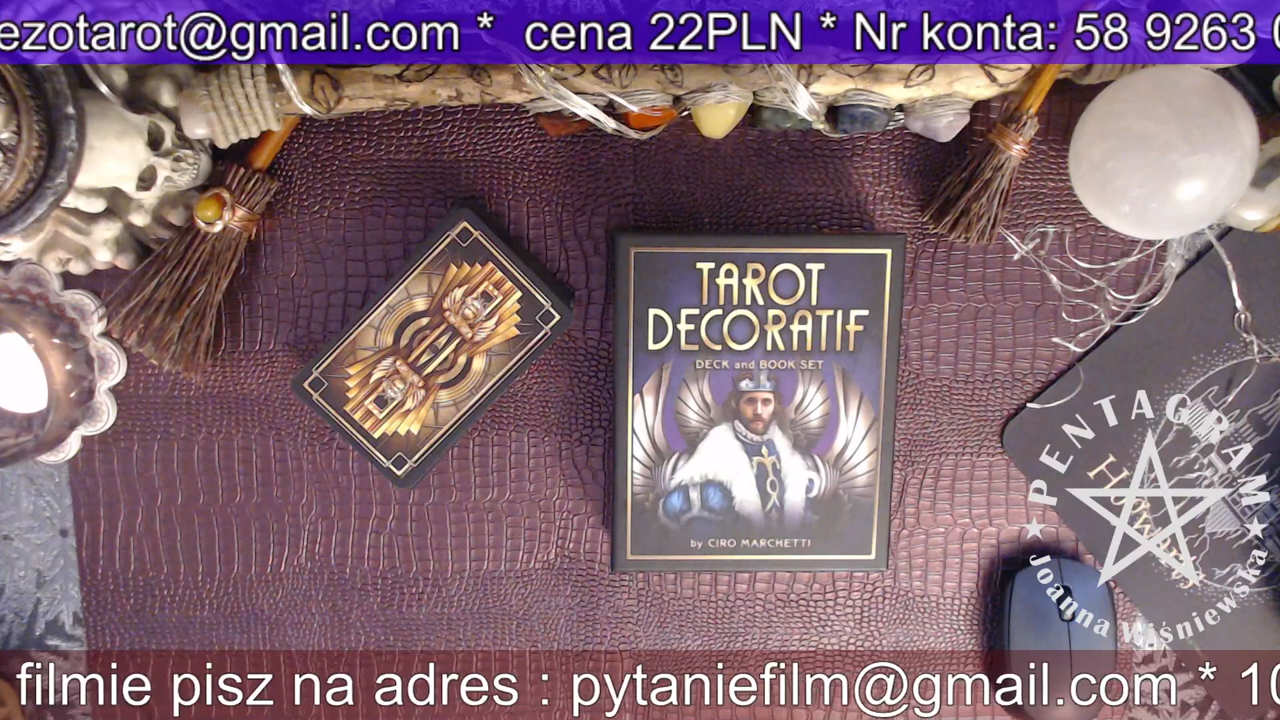 ezotarot@gmail.com * cena 22PLN * Nr konta: 58 9263
TAROT
DECORATIF
DECK and BOOK SET
by CIRO MARCHETTI
PENTAGRAM
Joanna Wiśniewska
filmie pisz na adres : pytaniefilm@gmail.com * 10